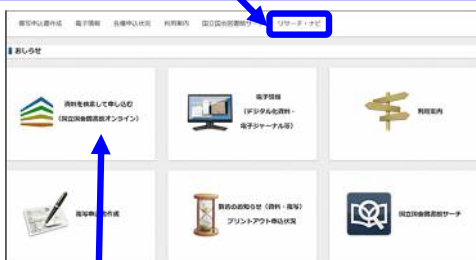 複写申込書作成 電子情報 各種申込状況 利用案内 国立国会図書館サーチ リサーチ・ナビ
おしらせ
資料を検索して申し込む
(国立国会図書館オンライン)
電子情報
(デジタル化資料・
電子ジャーナル等)
利用案内
複写申込書作成
到着のお知らせ(資料・複写)
プリントアウト申込状況
国立国会図書館サーチ